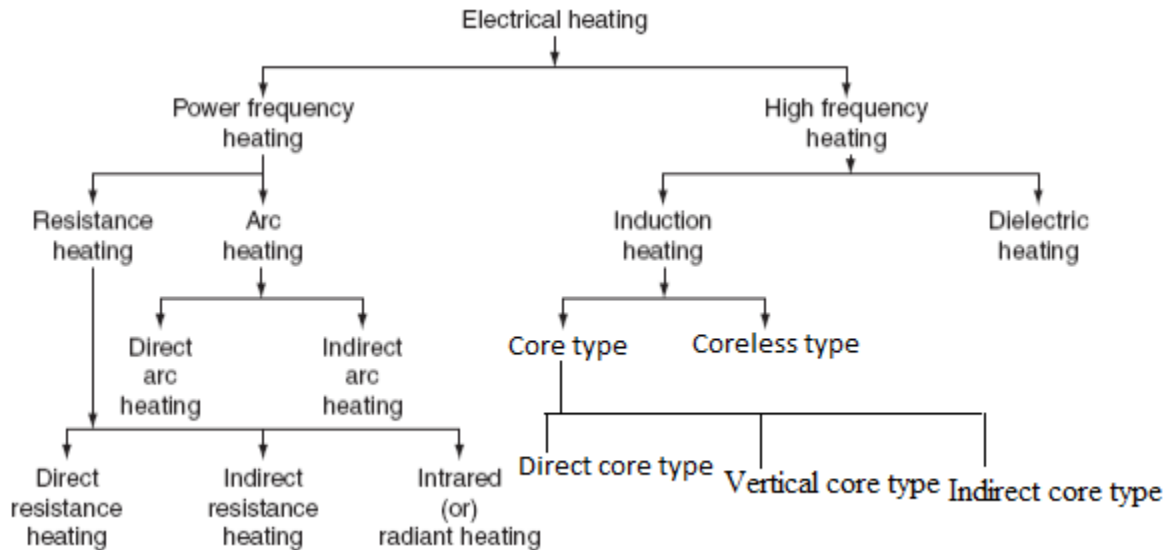 Electrical heating
Power frequency
heating
High frequency
heating
Resistance
heating
Arc
heating
Induction
heating
Dielectric
heating
Direct
arc
heating
Indirect
arc
heating
Core type
Coreless type
Direct
resistance
heating
Indirect
resistance
heating
Intrared
(or)
radiant heating
Direct core type
Vertical core type
Indirect core type